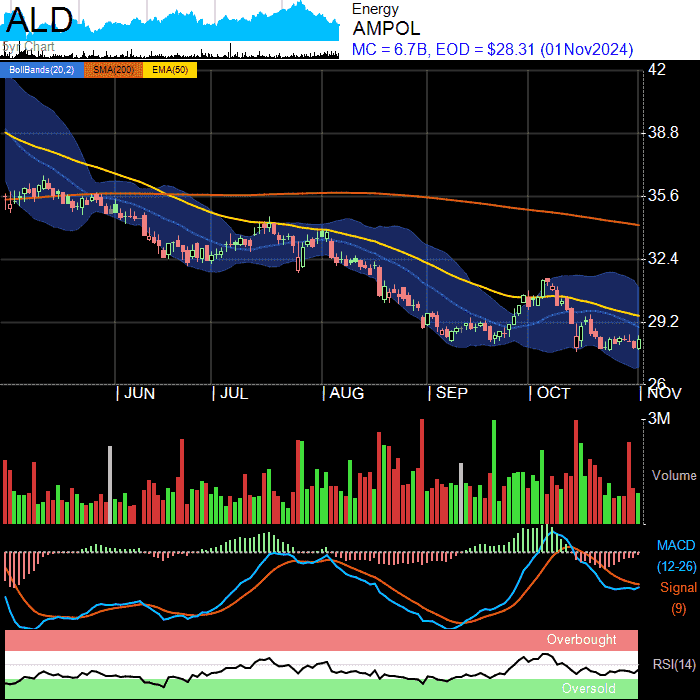 ALD
5yr Chart
Energy
AMPOL
MC = 6.7B, EOD = $28.31 (01Nov2024)
BollBands(20,2) SMA(200) EMA(50)
42
38.8
35.6
32.4
29.2
26
JUN JUL AUG SEP OCT NOV
3M
Volume
MACD
(12-26)
Signal
(9)
Overbought
RSI(14)
Oversold